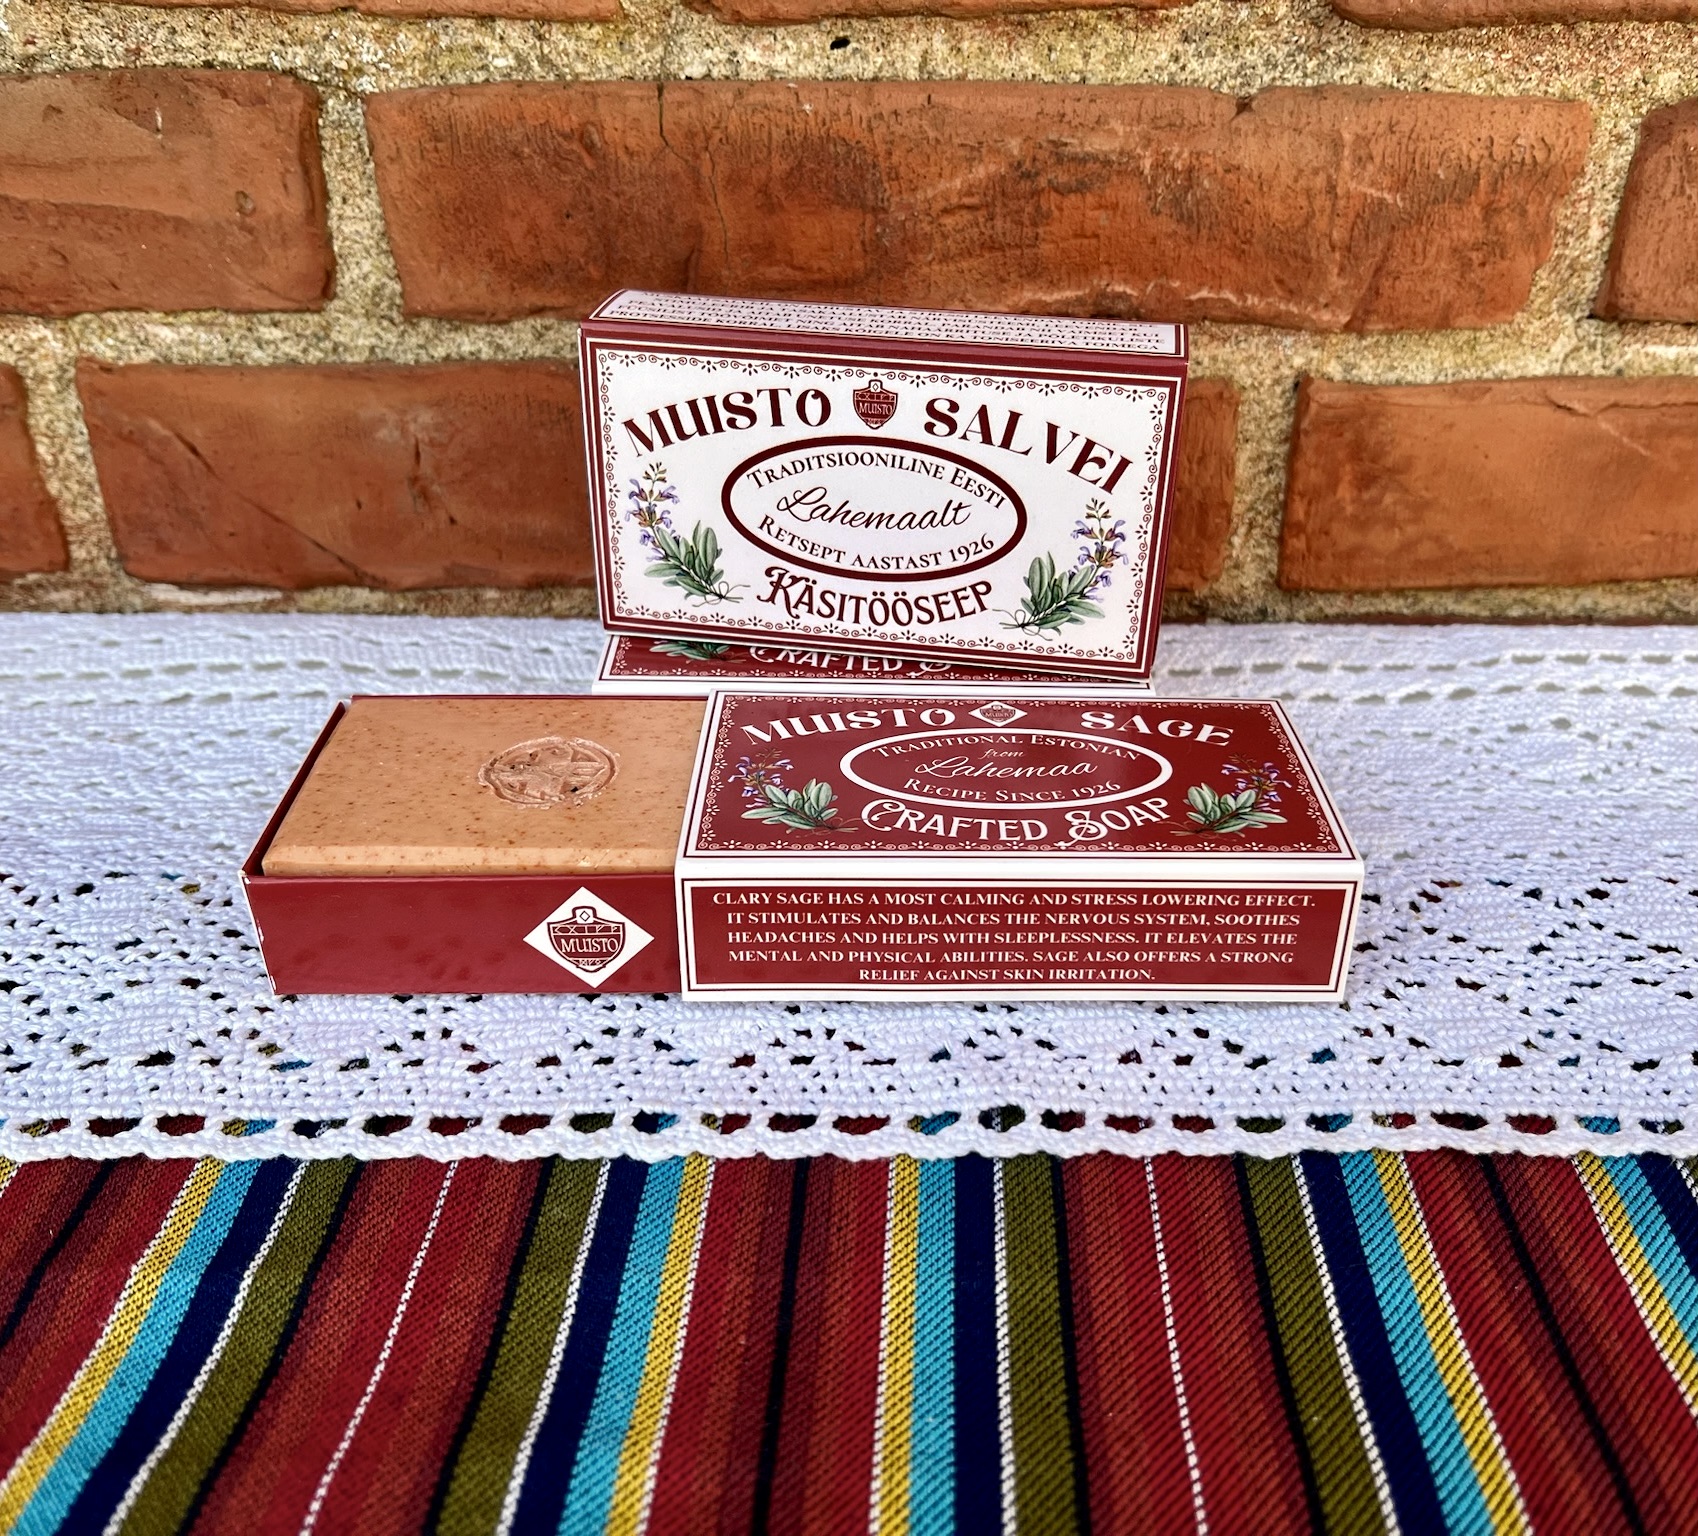 MUISTO SALVEI
MUISTO
TRADITSIOONILINE EESTI
Lahemaalt
RETSEPT AASTAST 1926
KÄSITÖÖSEEP
CRAFTED
MUISTO SAGE
MUISTO
TRADITIONAL ESTONIAN
from
Lahemaa
RECIPE SINCE 1926
CRAFTED SOAP
MUISTO
CLARY SAGE HAS A MOST CALMING AND STRESS LOWERING EFFECT.
IT STIMULATES AND BALANCES THE NERVOUS SYSTEM, SOOTHES
HEADACHES AND HELPS WITH SLEEPLESSNESS. IT ELEVATES THE
MENTAL AND PHYSICAL ABILITIES. SAGE ALSO OFFERS A STRONG
RELIEF AGAINST SKIN IRRITATION.